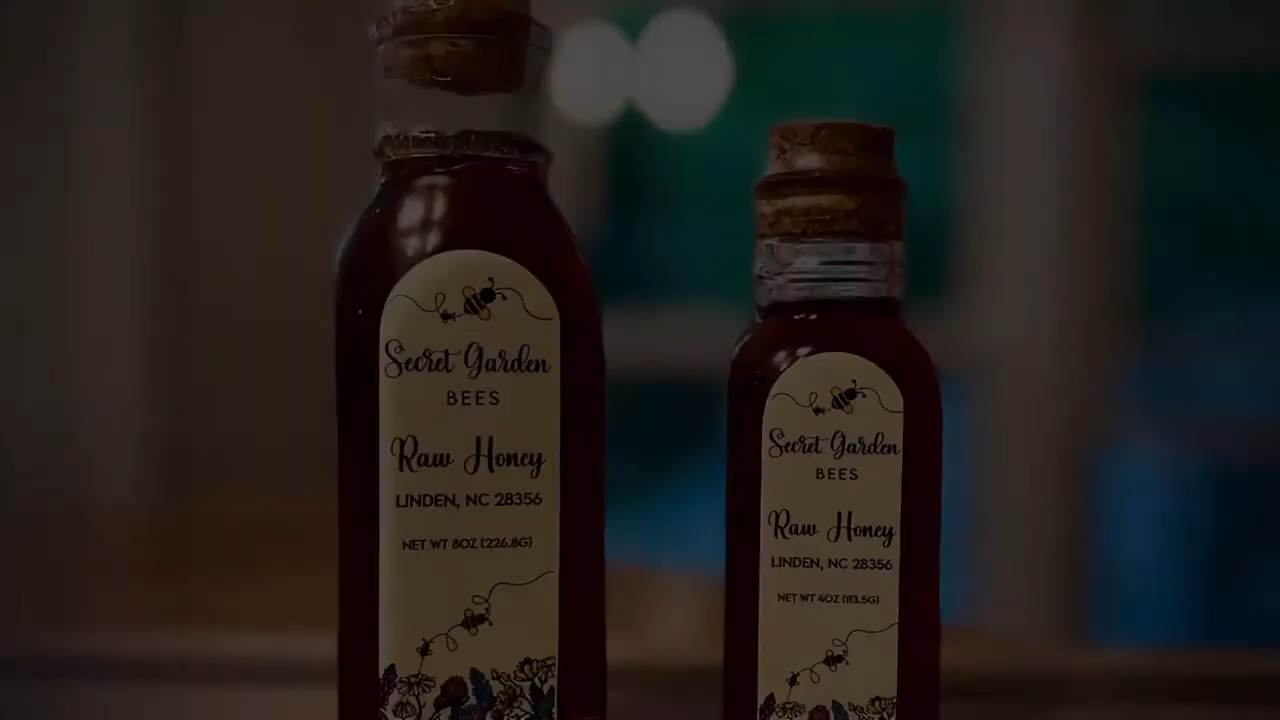 Secret Garden
BEES
Raw Honey
LINDEN, NC 28356
NET WT 8OZ (226.8G)
Secret Garden
BEES
Raw Honey
LINDEN, NC 28356
NET WT 4OZ (113.5G)